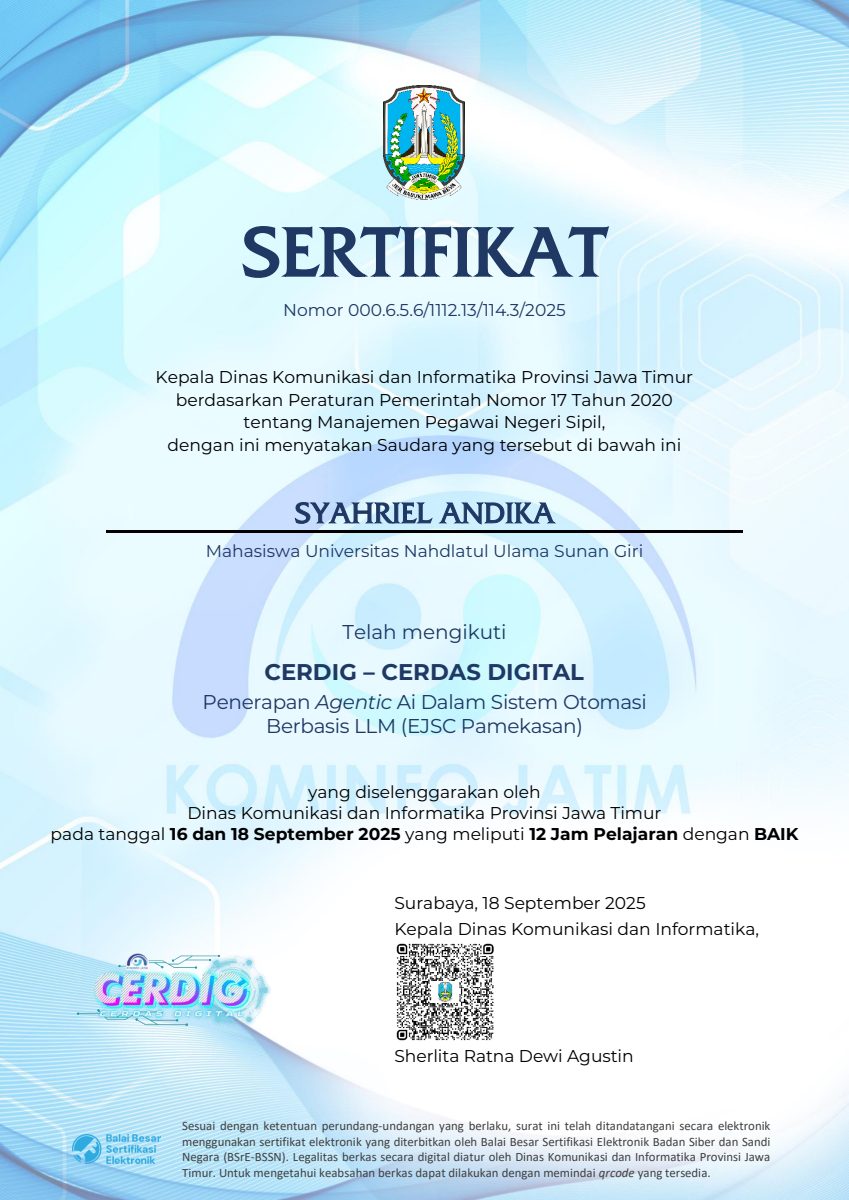 JAWA TIMUR
JER BASUKI MAWA BEYA
SERTIFIKAT
Nomor 000.6.5.6/1112.13/114.3/2025
Kepala Dinas Komunikasi dan Informatika Provinsi Jawa Timur
berdasarkan Peraturan Pemerintah Nomor 17 Tahun 2020
tentang Manajemen Pegawai Negeri Sipil,
dengan ini menyatakan Saudara yang tersebut di bawah ini
SYAHRIEL ANDIKA
Mahasiswa Universitas Nahdlatul Ulama Sunan Giri
Telah mengikuti
CERDIG – CERDAS DIGITAL
Penerapan Agentic Ai Dalam Sistem Otomasi
Berbasis LLM (EJSC Pamekasan)
KOMINFO JATIM
yang diselenggarakan oleh
Dinas Komunikasi dan Informatika Provinsi Jawa Timur
pada tanggal 16 dan 18 September 2025 yang meliputi 12 Jam Pelajaran dengan BAIK
Surabaya, 18 September 2025
Kepala Dinas Komunikasi dan Informatika,
CERDIG
CERDAS DIGITAL
Sherlita Ratna Dewi Agustin
Balai Besar
Sertifikasi
Elektronik
Sesuai dengan ketentuan perundang-undangan yang berlaku, surat ini telah ditandatangani secara elektronik
menggunakan sertifikat elektronik yang diterbitkan oleh Balai Besar Sertifikasi Elektronik Badan Siber dan Sandi
Negara (BSrE-BSSN). Legalitas berkas secara digital diatur oleh Dinas Komunikasi dan Informatika Provinsi Jawa
Timur. Untuk mengetahui keabsahan berkas dapat dilakukan dengan memindai qrcode yang tersedia.